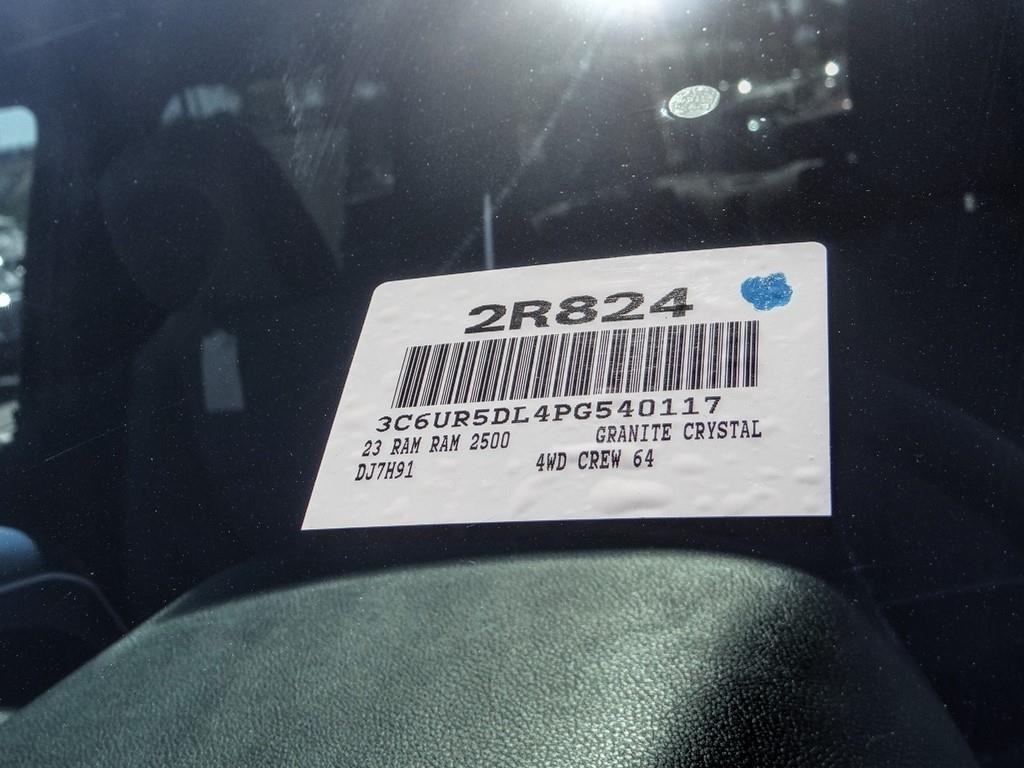 2R824
3C6UR5DL4PG540117
23 RAM RAM 2500 GRANITE CRYSTAL
DJ7H91 4WD CREW 64